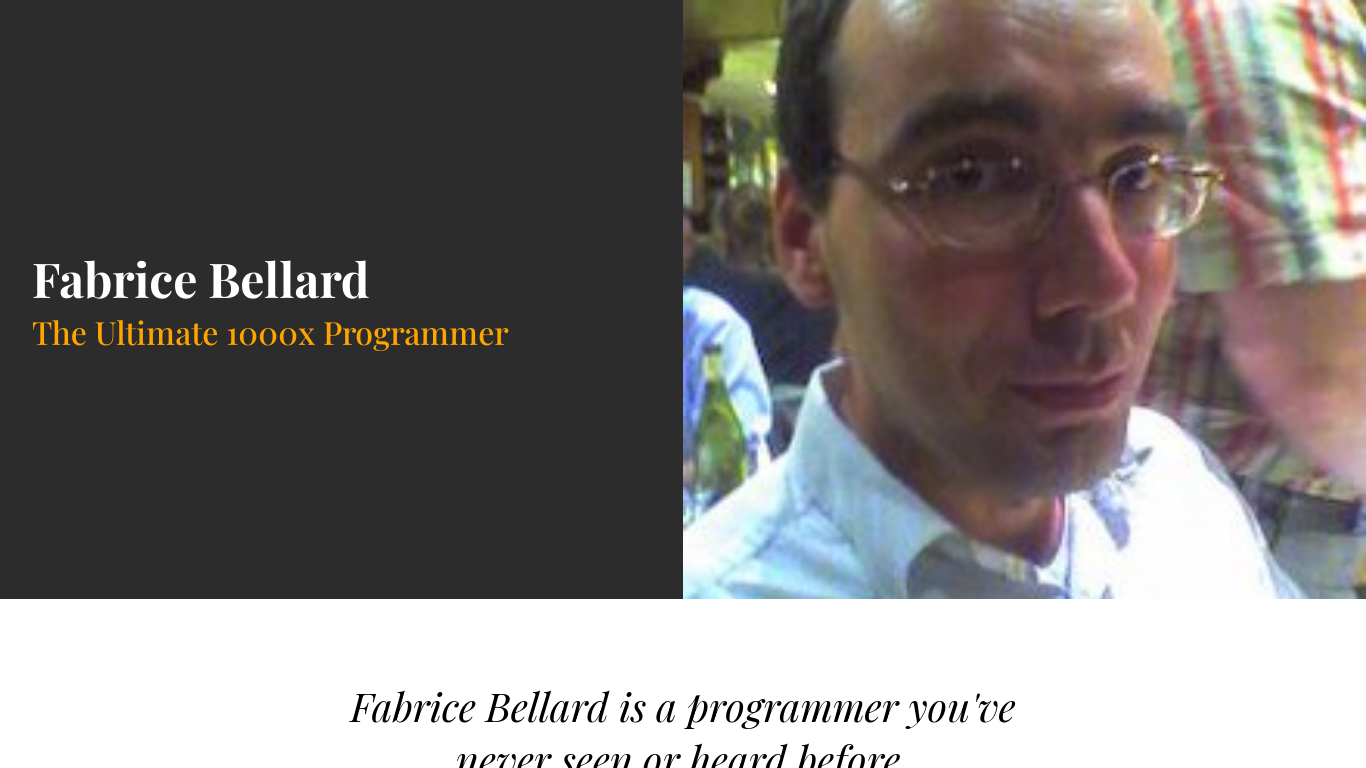 Fabrice Bellard
The Ultimate 1000x Programmer
Fabrice Bellard is a programmer you've
never seen or heard before